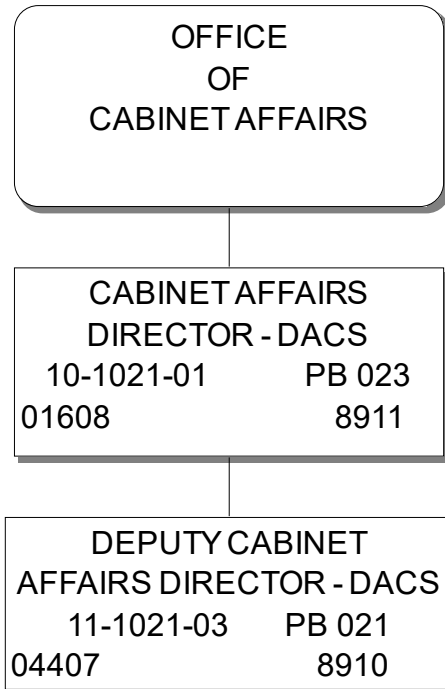 OFFICE
OF
CABINET AFFAIRS
CABINET AFFAIRS
DIRECTOR - DACS
10-1021-01 PB 023
01608 8911
DEPUTY CABINET
AFFAIRS DIRECTOR - DACS
11-1021-03 PB 021
04407 8910